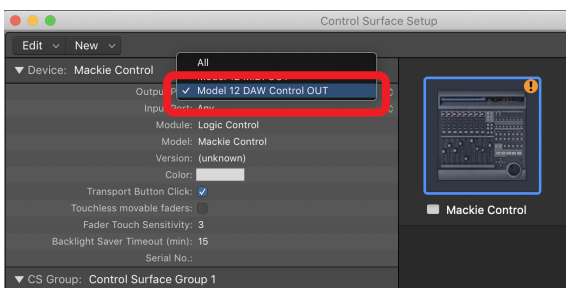 Control Surface Setup
Edit New
Device: Mackie Control
All
Model 12 DAW Control OUT
Input Port: Any
Module: Logic Control
Model: Mackie Control
Version: (unknown)
Color:
Transport Button Click:
Touchless movable faders:
Fader Touch Sensitivity: 3
Backlight Saver Timeout (min): 15
Serial No.:
CS Group: Control Surface Group 1
!
Mackie Control